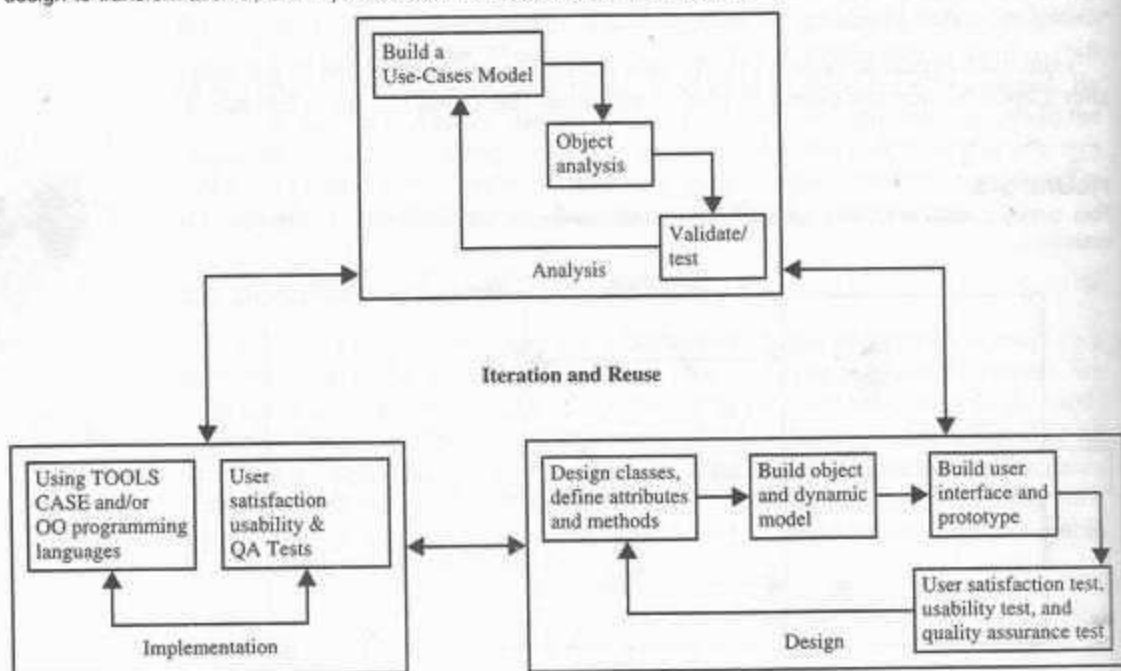 Build a
Use-Cases Model
Object
analysis
Validate/
test
Analysis
Iteration and Reuse
Using TOOLS
CASE and/or
OO programming
languages
User
satisfaction
usability &
QA Tests
Implementation
Design classes,
define attributes
and methods
Build object
and dynamic
model
Build user
interface and
prototype
User satisfaction test,
usability test, and
quality assurance test
Design